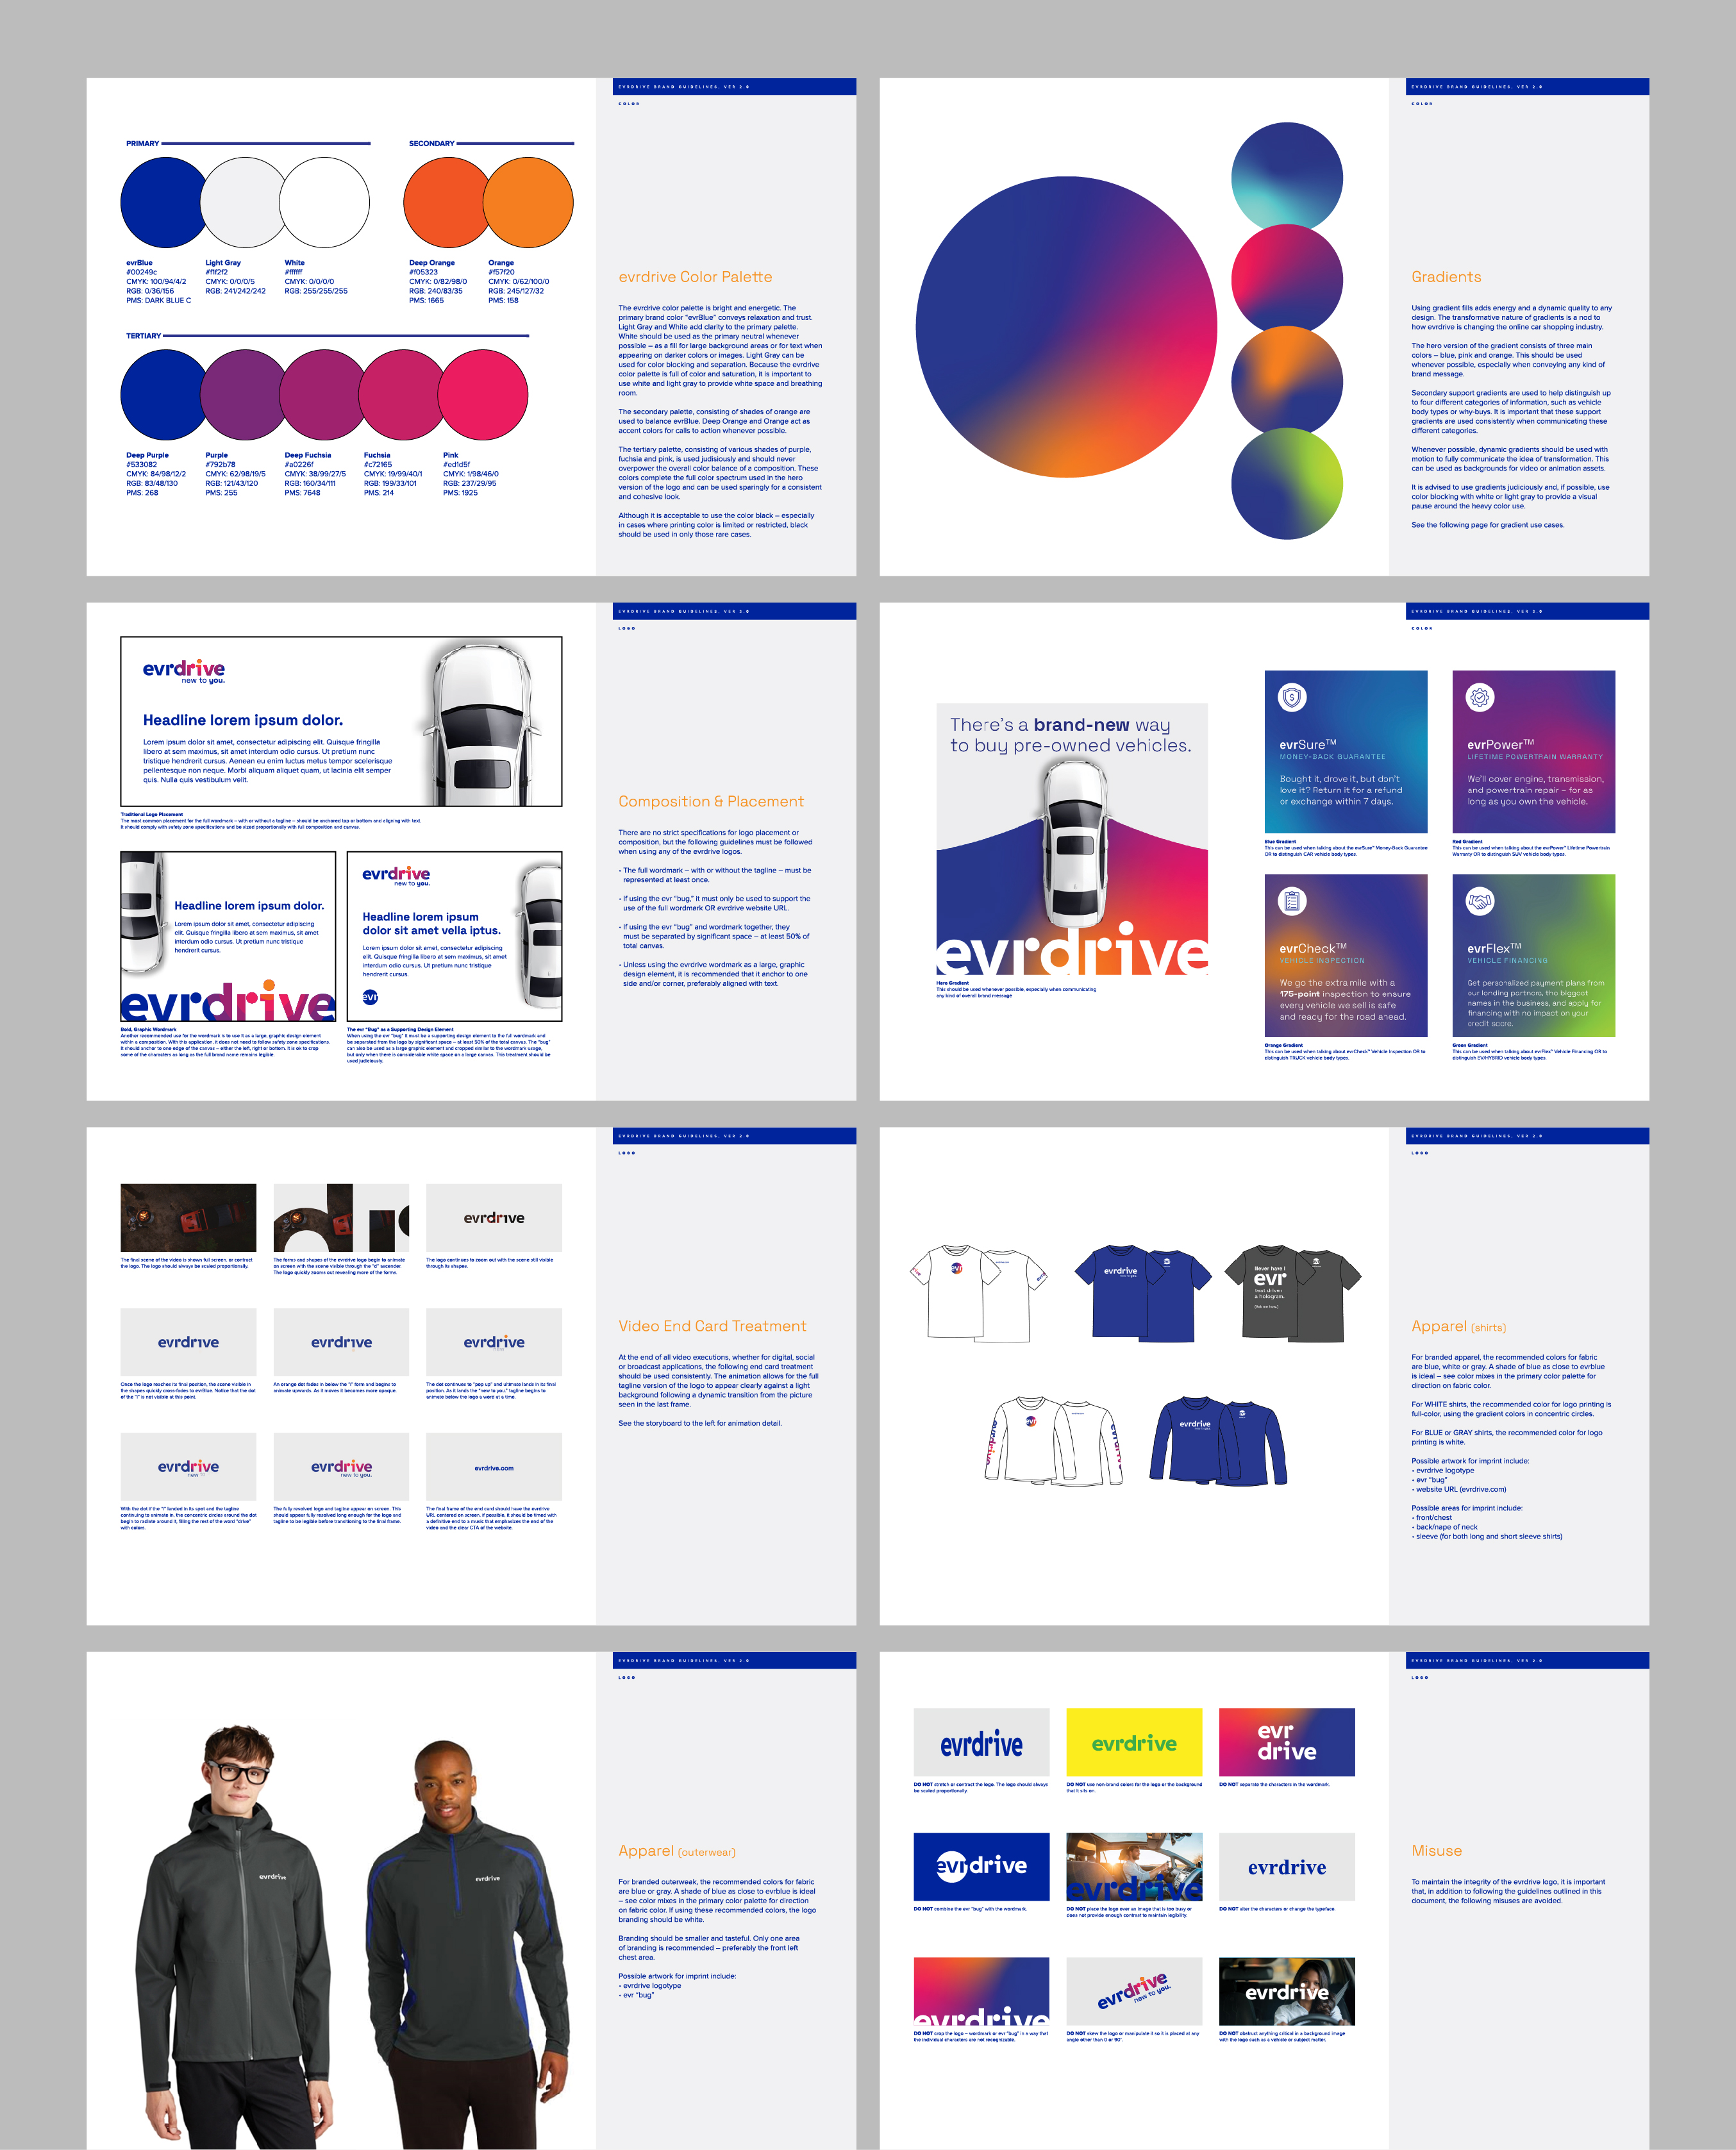 EVRDRIVE BRAND GUIDELINES, VER 2.0
COLOR
PRIMARY
SECONDARY
evrBlue
#00249c
CMYK: 100/94/4/2
RGB: 0/36/156
PMS: DARK BLUE C
Light Gray
#f1f2f2
CMYK: 0/0/0/5
RGB: 241/242/242
White
#ffffff
CMYK: 0/0/0/0
RGB: 255/255/255
Deep Orange
#f05323
CMYK: 0/82/98/0
RGB: 240/83/35
PMS: 1665
Orange
#f57f20
CMYK: 0/62/100/0
RGB: 245/127/32
PMS: 158
TERTIARY
Deep Purple
#533082
CMYK: 84/98/12/2
RGB: 83/48/130
PMS: 268
Purple
#792b78
CMYK: 62/98/19/5
RGB: 121/43/120
PMS: 255
Deep Fuchsia
#a0226f
CMYK: 38/99/27/5
RGB: 160/34/111
PMS: 7648
Fuchsia
#c72165
CMYK: 19/99/40/1
RGB: 199/33/101
PMS: 214
Pink
#ed1d5f
CMYK: 1/98/46/0
RGB: 237/29/95
PMS: 1925
evrdrive Color Palette
The evrdrive color palette is bright and energetic. The
primary brand color "evrBlue" conveys relaxation and trust.
Light Gray and White add clarity to the primary palette.
White should be used as the primary neutral whenever
possible – as a fill for large background areas or for text when
appearing on darker colors or images. Light Gray can be
used for color blocking and separation. Because the evrdrive
color palette is full of color and saturation, it is important to
use white and light gray to provide white space and breathing
room.
The secondary palette, consisting of shades of orange are
used to balance evrBlue. Deep Orange and Orange act as
accent colors for calls to action whenever possible.
The tertiary palette, consisting of various shades of purple,
fuchsia and pink, is used judisiously and should never
overpower the overall color balance of a composition. These
colors complete the full color spectrum used in the hero
version of the logo and can be used sparingly for a consistent
and cohesive look.
Although it is acceptable to use the color black – especially
in cases where printing color is limited or restricted, black
should be used in only those rare cases.
EVRDRIVE BRAND GUIDELINES, VER 2.0
COLOR
Gradients
Using gradient fills adds energy and a dynamic quality to any
design. The transformative nature of gradients is a nod to
how evrdrive is changing the online car shopping industry.
The hero version of the gradient consists of three main
colors – blue, pink and orange. This should be used
whenever possible, especially when conveying any kind of
brand message.
Secondary support gradients are used to help distinguish up
to four different categories of information, such as vehicle
body types or why-buys. It is important that these support
gradients are used consistently when communicating these
different categories.
Whenever possible, dynamic gradients should be used with
motion to fully communicate the idea of transformation. This
can be used as backgrounds for video or animation assets.
It is advised to use gradients judiciously and, if possible, use
color blocking with white or light gray to provide a visual
pause around the heavy color use.
See the following page for gradient use cases.
EVRDRIVE BRAND GUIDELINES, VER 2.0
LOGO
evrdrive
new to you.
Headline lorem ipsum dolor.
Lorem ipsum dolor sit amet, consectetur adipiscing elit. Quisque fringilla
libero at sem maximus, sit amet interdum odio cursus. Ut pretium nunc
tristique hendrerit cursus. Aenean eu enim luctus metus tempor scelerisque
pellentesque non neque. Morbi aliquam aliquet quam, ut lacinia elit semper
quis. Nulla quis vestibulum velit.
Traditional Logo Placement
The most common placement for the full wordmark – with or without a tagline – should be anchored top or bottom and aligning with text.
It should comply with safety zone specifications and be sized proportionally with full composition and canvas.
Headline lorem ipsum dolor.
Lorem ipsum dolor sit amet, consectetur adipiscing
elit. Quisque fringilla libero at sem maximus, sit amet
interdum odio cursus. Ut pretium nunc tristique
hendrerit cursus.
evrdrive
Bold, Graphic Wordmark
Another recommended use for the wordmark is to use it as a large, graphic design element
within a composition. With this application, it does not need to follow safety zone specifications.
It should anchor to one edge of the canvas – either the left, right or bottom. It is ok to crop
some of the characters as long as the full brand name remains legible.
evrdrive
new to you.
Headline lorem ipsum
dolor sit amet vella iptus.
Lorem ipsum dolor sit amet, consectetur adipiscing
elit. Quisque fringilla libero at sem maximus, sit amet
interdum odio cursus. Ut pretium nunc tristique
hendrerit cursus.
evr
The evr "Bug" as a Supporting Design Element
When using the evr "bug" it must be a supporting design element to the full wordmark and
be separated from the logo by significant space – at least 50% of the total canvas. The "bug"
can also be used as a large graphic element and cropped similar to the wordmark usage,
but only when there is considerable white space on a large canvas. This treatment should be
used judiciously.
Composition & Placement
There are no strict specifications for logo placement or
composition, but the following guidelines must be followed
when using any of the evrdrive logos.
• The full wordmark – with or without the tagline – must be
represented at least once.
• If using the evr "bug," it must only be used to support the
use of the full wordmark OR evrdrive website URL.
• If using the evr "bug" and wordmark together, they
must be separated by significant space – at least 50% of
total canvas.
• Unless using the evrdrive wordmark as a large, graphic
design element, it is recommended that it anchor to one
side and/or corner, preferably aligned with text.
EVRDRIVE BRAND GUIDELINES, VER 2.0
COLOR
There's a brand-new way
to buy pre-owned vehicles.
evrdrive
Hero Gradient
This should be used whenever possible, especially when communicating
any kind of overall brand message
evrSure™
MONEY-BACK GUARANTEE
Bought it, drove it, but don't
love it? Return it for a refund
or exchange within 7 days.
Blue Gradient
This can be used when talking about the evrSure™ Money-Back Guarantee
OR to distinguish CAR vehicle body types.
evrPower™
LIFETIME POWERTRAIN WARRANTY
We'll cover engine, transmission,
and powertrain repair – for as
long as you own the vehicle.
Red Gradient
This can be used when talking about the evrPower™ Lifetime Powertrain
Warranty OR to distinguish SUV vehicle body types.
evrCheck™
VEHICLE INSPECTION
We go the extra mile with a
175-point inspection to ensure
every vehicle we sell is safe
and ready for the road ahead.
Orange Gradient
This can be used when talking about evrCheck™ Vehicle Inspection OR to
distinguish TRUCK vehicle body types.
evrFlex™
VEHICLE FINANCING
Get personalized payment plans from
our lending partners, the biggest
names in the business, and apply for
financing with no impact on your
credit score.
Green Gradient
This can be used when talking about evrFlex™ Vehicle Financing OR to
distinguish EV/HYBRID vehicle body types.
EVRDRIVE BRAND GUIDELINES, VER 2.0
LOGO
The final scene of the video is shown full screen. or contract
the logo. The logo should always be scaled proportionally.
The forms and shapes of the evrdrive logo begin to animate
on screen with the scene visible through the "d" ascender.
The logo quickly zooms out revealing more of the forms.
evrdrive
The logo continues to zoom out with the scene still visible
through its shapes.
evrdrive
Once the logo reaches its final position, the scene visible in
the shapes quickly cross-fades to evrBlue. Notice that the dot
of the "i" is not visible at this point.
evrdrive
An orange dot fades in below the "i" form and begins to
animate upwards. As it moves it becomes more opaque.
evrdrive
The dot continues to "pop up" and ultimate lands in its final
position. As it lands the "new to you." tagline begins to
animate below the logo a word at a time.
evrdrive
new to
With the dot if the "i" landed in its spot and the tagline
continuing to animate in, the concentric circles around the dot
begin to radiate around it, filling the rest of the word "drive"
with colors.
evrdrive
new to you.
The fully resolved logo and tagline appear on screen. This
should appear fully resolved long enough for the logo and
tagline to be legible before transitioning to the final frame.
evrdrive.com
The final frame of the end card should have the evrdrive
URL centered on screen. If possible, it should be timed with
a definitive end to a music that emphasizes the end of the
video and the clear CTA of the website.
Video End Card Treatment
At the end of all video executions, whether for digital, social
or broadcast applications, the following end card treatment
should be used consistently. The animation allows for the full
tagline version of the logo to appear clearly against a light
background following a dynamic transition from the picture
seen in the last frame.
See the storyboard to the left for animation detail.
EVRDRIVE BRAND GUIDELINES, VER 2.0
LOGO
evr
evrdrive
new to you.
Never have I
evr
beat drivers
a hologram.
(Ask me how.)
evr
evrdrive
evrdrive
new to you.
Apparel (shirts)
For branded apparel, the recommended colors for fabric
are blue, white or gray. A shade of blue as close to evrblue
is ideal – see color mixes in the primary color palette for
direction on fabric color.
For WHITE shirts, the recommended color for logo printing is
full-color, using the gradient colors in concentric circles.
For BLUE or GRAY shirts, the recommended color for logo
printing is white.
Possible artwork for imprint include:
• evrdrive logotype
• evr "bug"
• website URL (evrdrive.com)
Possible areas for imprint include:
• front/chest
• back/nape of neck
• sleeve (for both long and short sleeve shirts)
EVRDRIVE BRAND GUIDELINES, VER 2.0
LOGO
evrdrive
evrdrive
Apparel (outerwear)
For branded outerweak, the recommended colors for fabric
are blue or gray. A shade of blue as close to evrblue is ideal
– see color mixes in the primary color palette for direction
on fabric color. If using these recommended colors, the logo
branding should be white.
Branding should be smaller and tasteful. Only one area
of branding is recommended – preferably the front left
chest area.
Possible artwork for imprint include:
• evrdrive logotype
• evr "bug"
EVRDRIVE BRAND GUIDELINES, VER 2.0
LOGO
evrdrive
DO NOT stretch or contract the logo. The logo should always
be scaled proportionally.
evrdrive
DO NOT use non-brand colors for the logo or the background
that it sits on.
evr
drive
DO NOT separate the characters in the wordmark.
evrdrive
DO NOT combine the evr "bug" with the wordmark.
evrdrive
DO NOT place the logo over an image that is too busy or
does not provide enough contrast to maintain legibility.
evrdrive
DO NOT alter the characters or change the typeface.
evrdrive
DO NOT crop the logo – wordmark or evr "bug" in a way that
the individual characters are not recognizable.
evrdrive
new to you.
DO NOT skew the logo or manipulate it so it is placed at any
angle other than 0 or 90°.
evrdrive
DO NOT obstruct anything critical in a background image
with the logo such as a vehicle or subject matter.
Misuse
To maintain the integrity of the evrdrive logo, it is important
that, in addition to following the guidelines outlined in this
document, the following misuses are avoided.